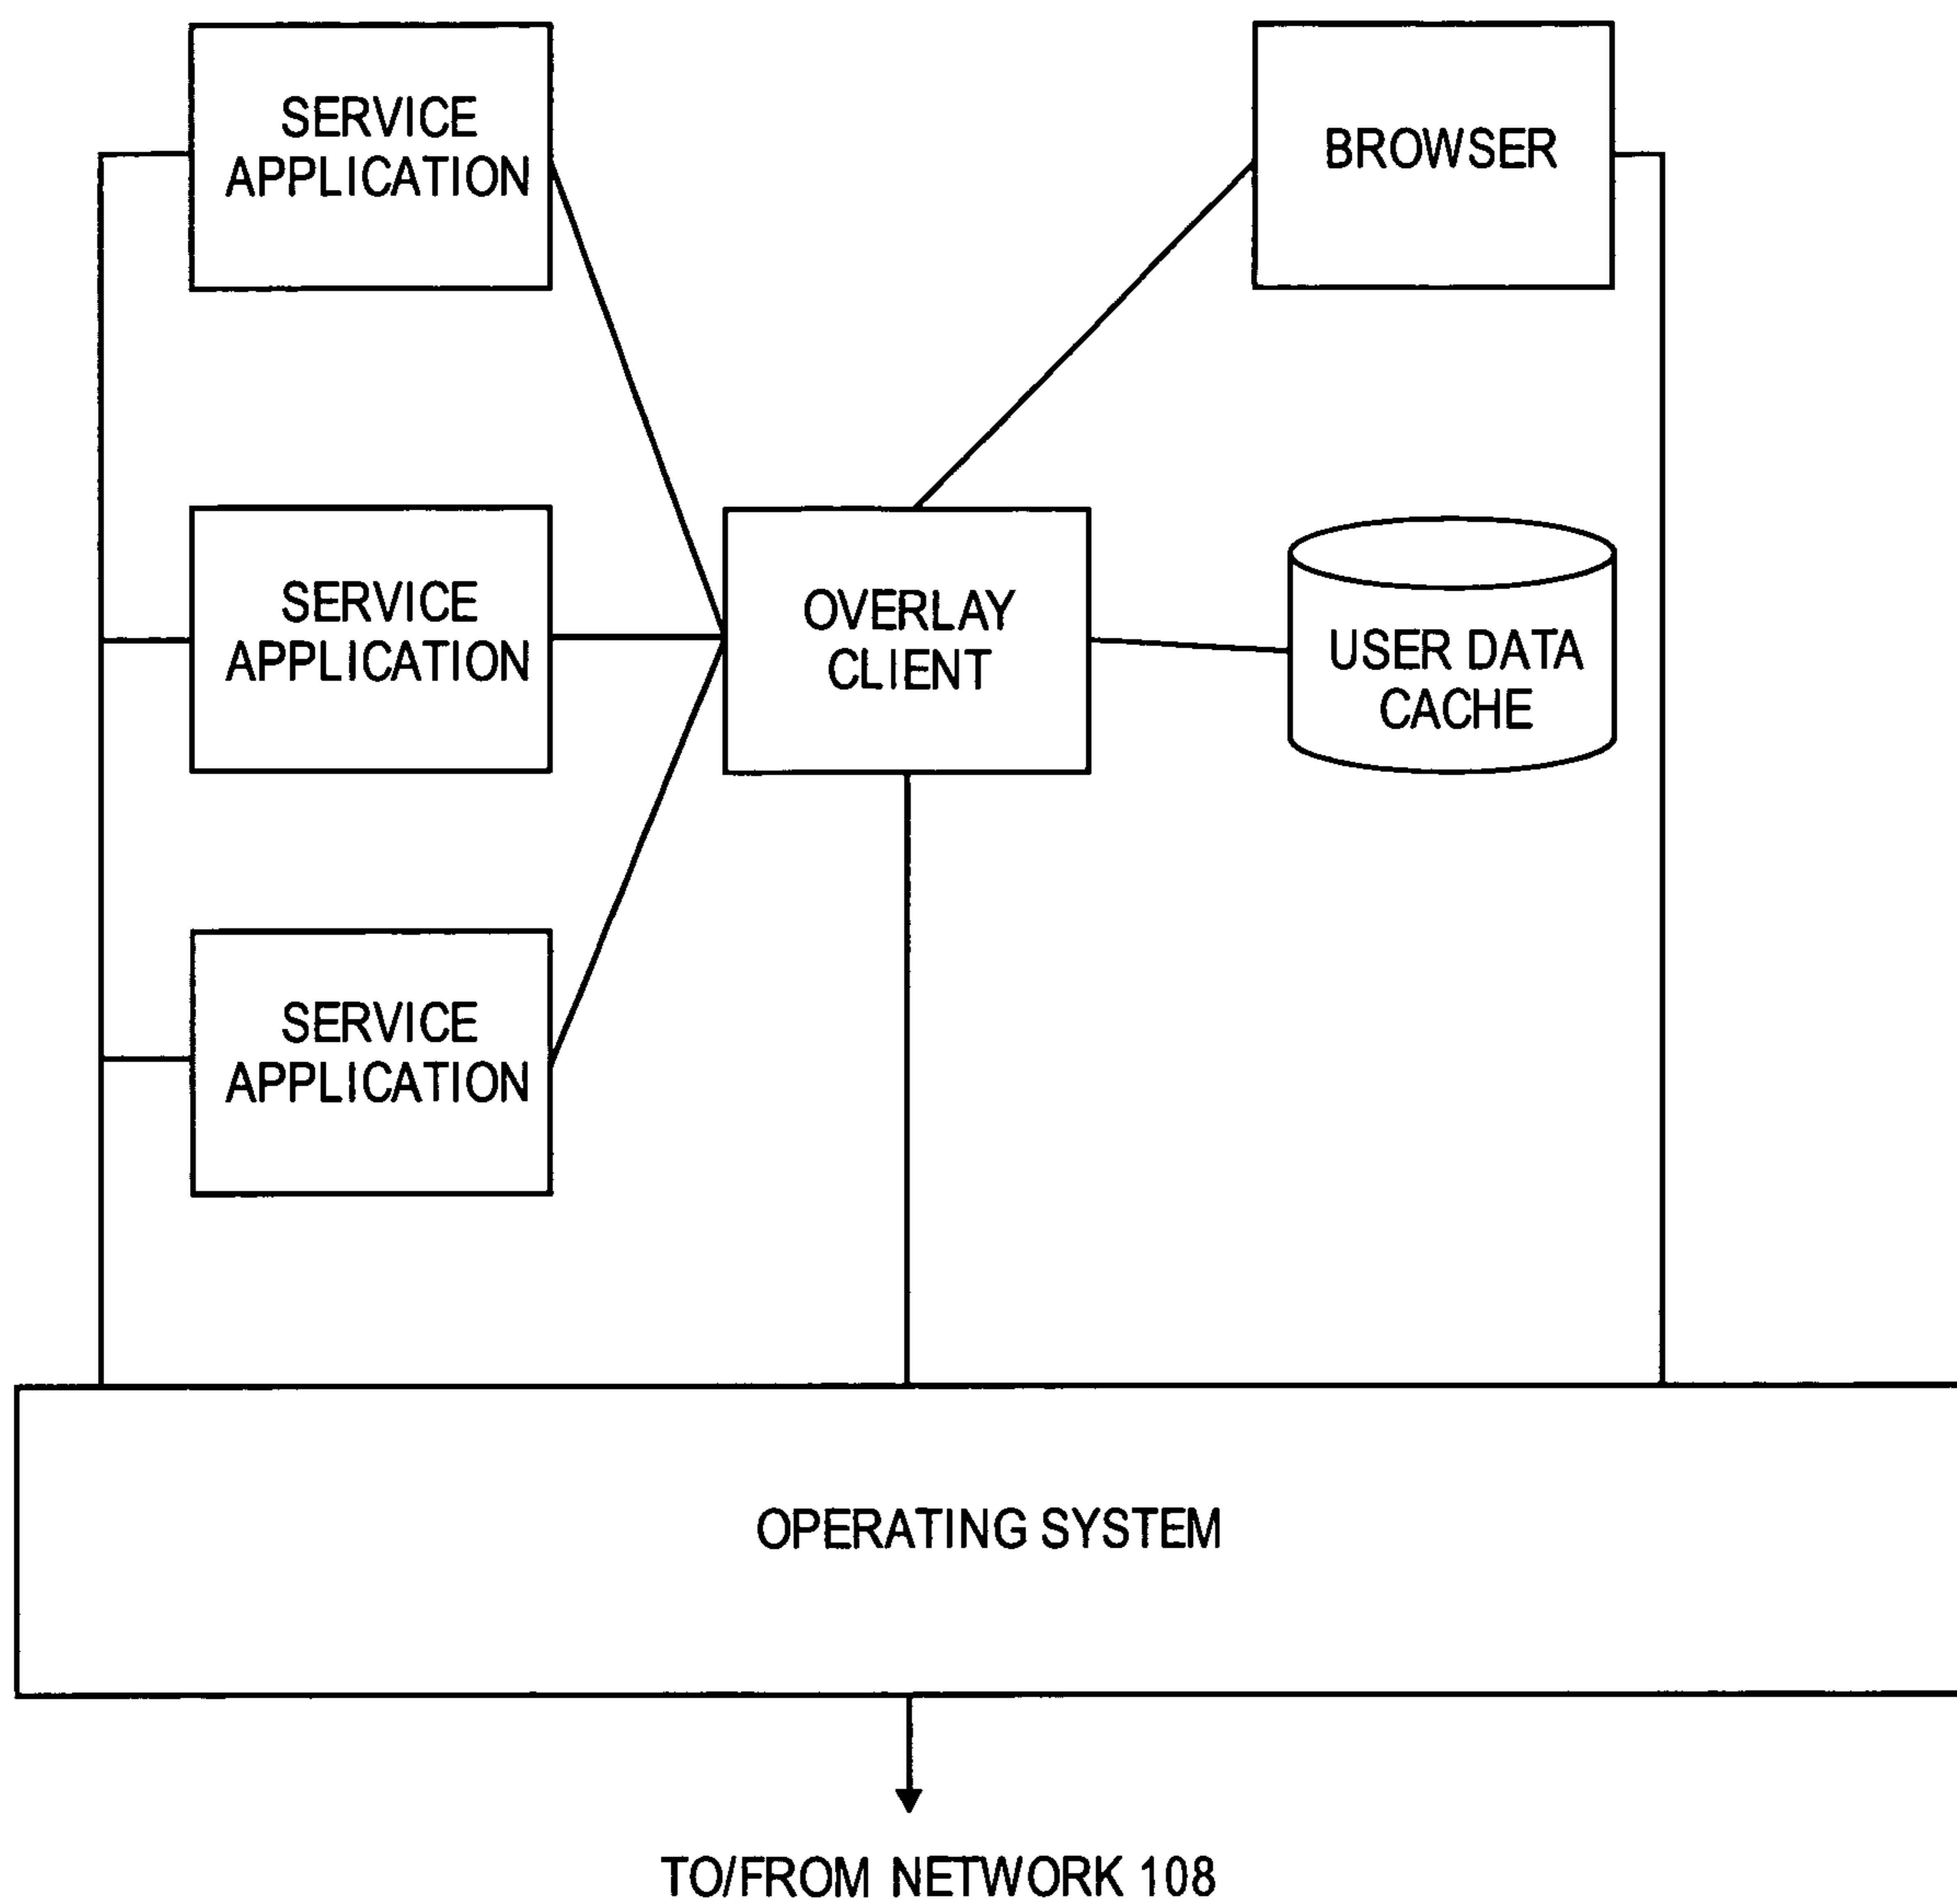 SERVICE
APPLICATION
BROWSER
SERVICE
APPLICATION
OVERLAY
CLIENT
USER DATA
CACHE
SERVICE
APPLICATION
OPERATING SYSTEM
TO/FROM NETWORK 108